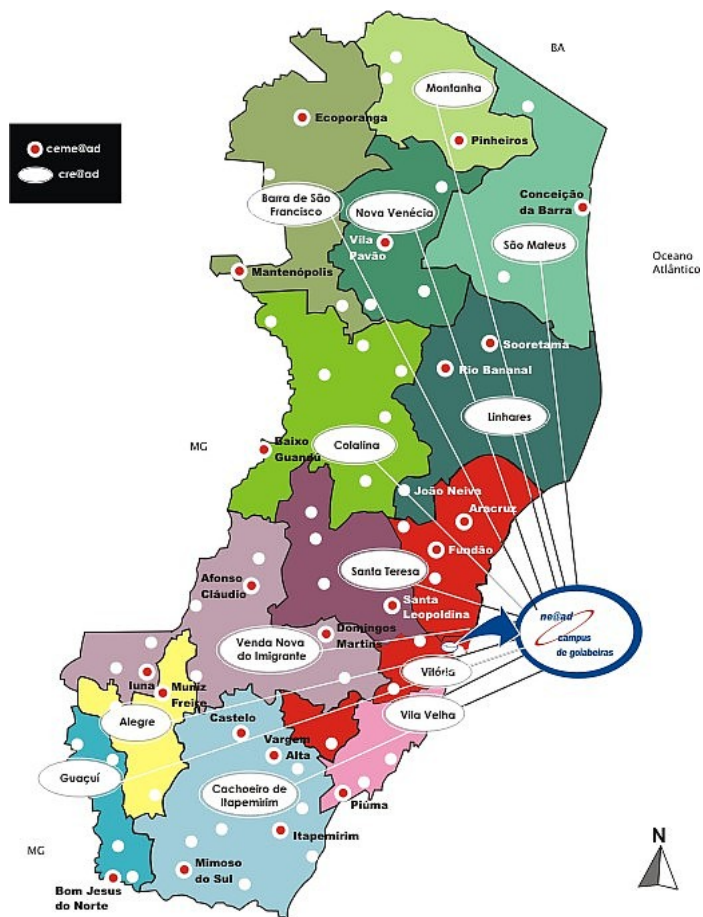 BA
Montanha
Ecoporanga
ceme@ad
Pinheiros
cre@ad
Barra de São
Francisco
Nova Venécia
Conceição
da Barra
Vila
Pavão
São Mateus
Oceano
Atlântico
Mantenópolis
Sooretama
Rio Bananal
Linhares
MG
Baixo
Guandú
Colalina
João Neiva
Aracruz
Fundão
Santa Teresa
Afonso
Cláudio
Santa
Leopoldina
ne@ad
campus
de goiabeiras
Domingos
Martins
Venda Nova
do Imigrante
Vitória
Iuna
Muniz
Freire
Alegre
Castelo
Vila Velha
Vargem
Alta
Guaçuí
Cachoeiro de
Itapemirim
Piúma
Itapemirim
MG
Mimoso
do Sul
Bom Jesus
do Norte
N